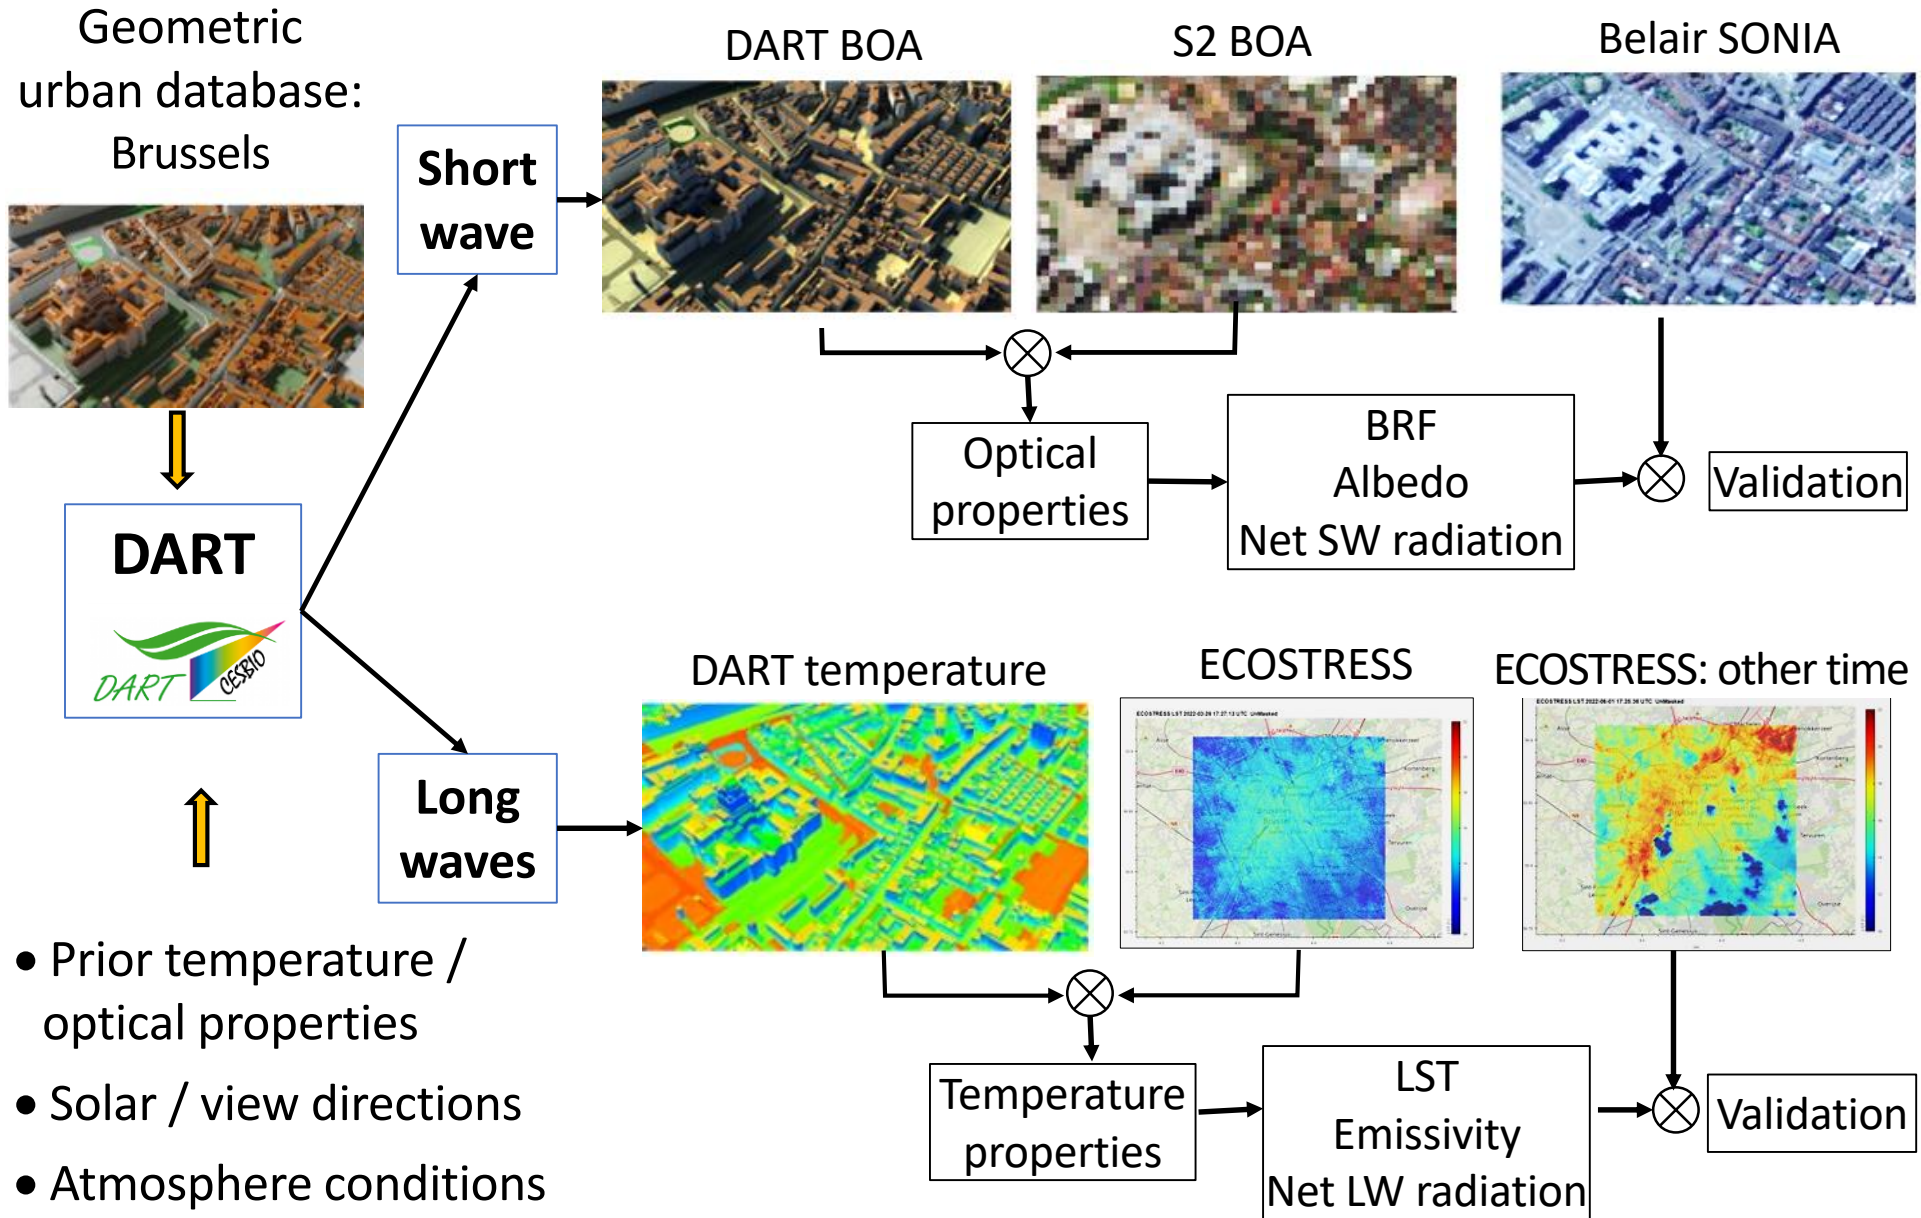 Geometric
urban database:
Brussels
DART BOA
S2 BOA
Belair SONIA
Short
wave
Optical
properties
BRF
Albedo
Net SW radiation
Validation
DART
DART
CESBIO
Long
waves
DART temperature
ECOSTRESS
ECOSTRESS: other time
Temperature
properties
LST
Emissivity
Net LW radiation
Validation
• Prior temperature /
optical properties
• Solar / view directions
• Atmosphere conditions